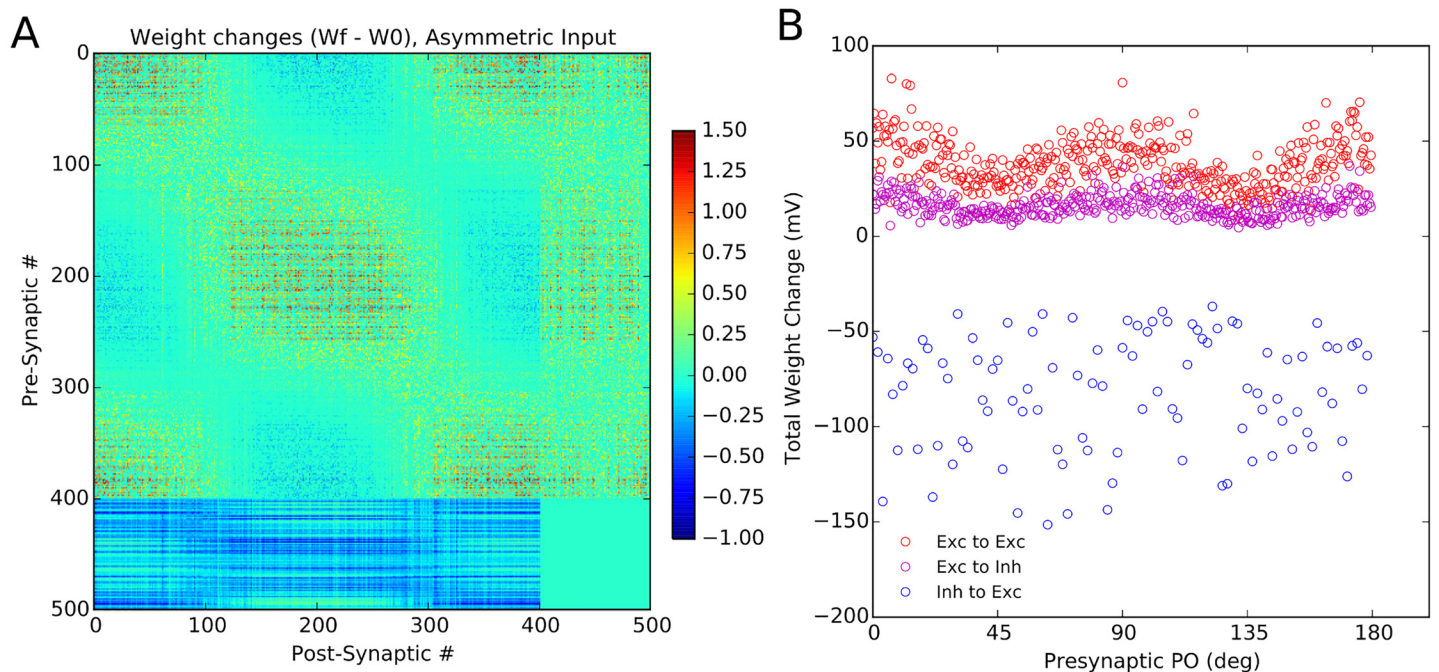 A
Weight changes (Wf - W0), Asymmetric Input
0
100
200
300
400
500
Pre-Synaptic #
0 100 200 300 400 500
Post-Synaptic #
1.50
1.25
1.00
0.75
0.50
0.25
0.00
−0.25
−0.50
−0.75
−1.00
B
100
50
0
−50
−100
−150
−200
Total Weight Change (mV)
Exc to Exc
Exc to Inh
Inh to Exc
0 45 90 135 180
Presynaptic PO (deg)